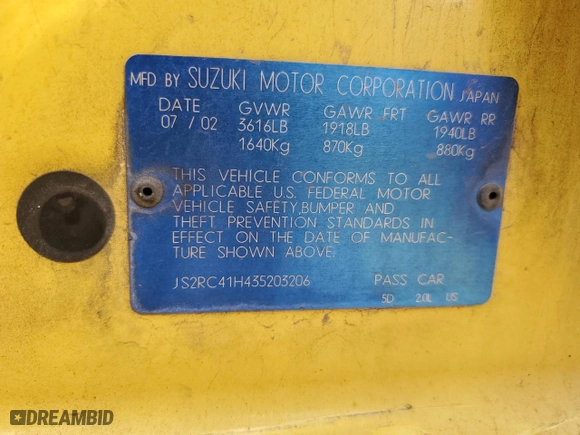 MFD. BY SUZUKI MOTOR CORPORATION JAPAN
DATE GVWR GAWR FRT GAWR RR
07 / 02 3616LB 1918LB 1940LB
1640Kg 870Kg 880Kg
THIS VEHICLE CONFORMS TO ALL
APPLICABLE U.S. FEDERAL MOTOR
VEHICLE SAFETY,BUMPER AND
THEFT PREVENTION STANDARDS IN
EFFECT ON THE DATE OF MANUFAC-
TURE SHOWN ABOVE.
JS2RC41H435203206 PASS CAR
5D 2.0L US
DREAMBID